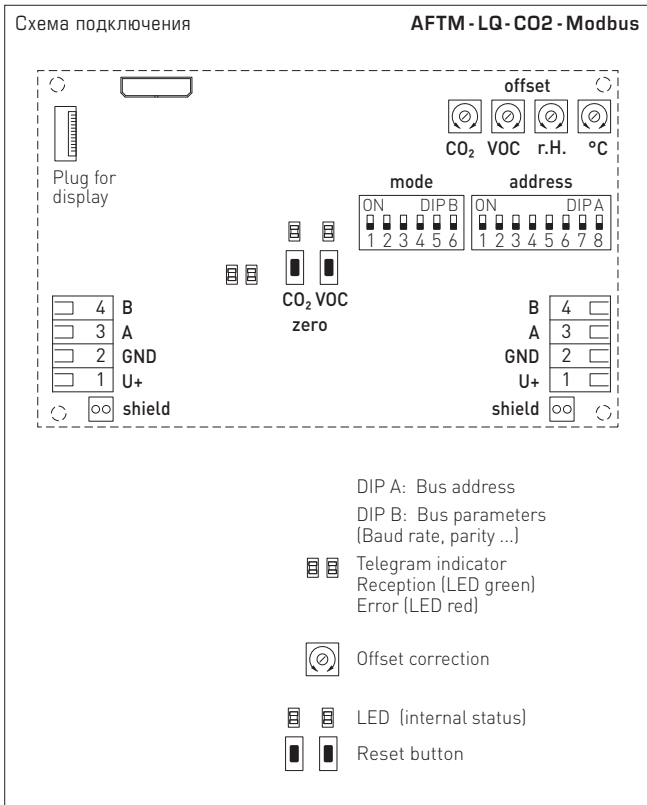 Схема подключения AFTM-LQ-CO2-Modbus
offset
CO₂ VOC r.H. °C
Plug for
display
mode address
ON DIP B ON DIP A
1 2 3 4 5 6 1 2 3 4 5 6 7 8
CO₂ VOC
zero
4 B
3 A
2 GND
1 U+
shield
B 4
A 3
GND 2
U+ 1
shield
DIP A: Bus address
DIP B: Bus parameters
(Baud rate, parity ...)
Telegram indicator
Reception (LED green)
Error (LED red)
Offset correction
LED (internal status)
Reset button